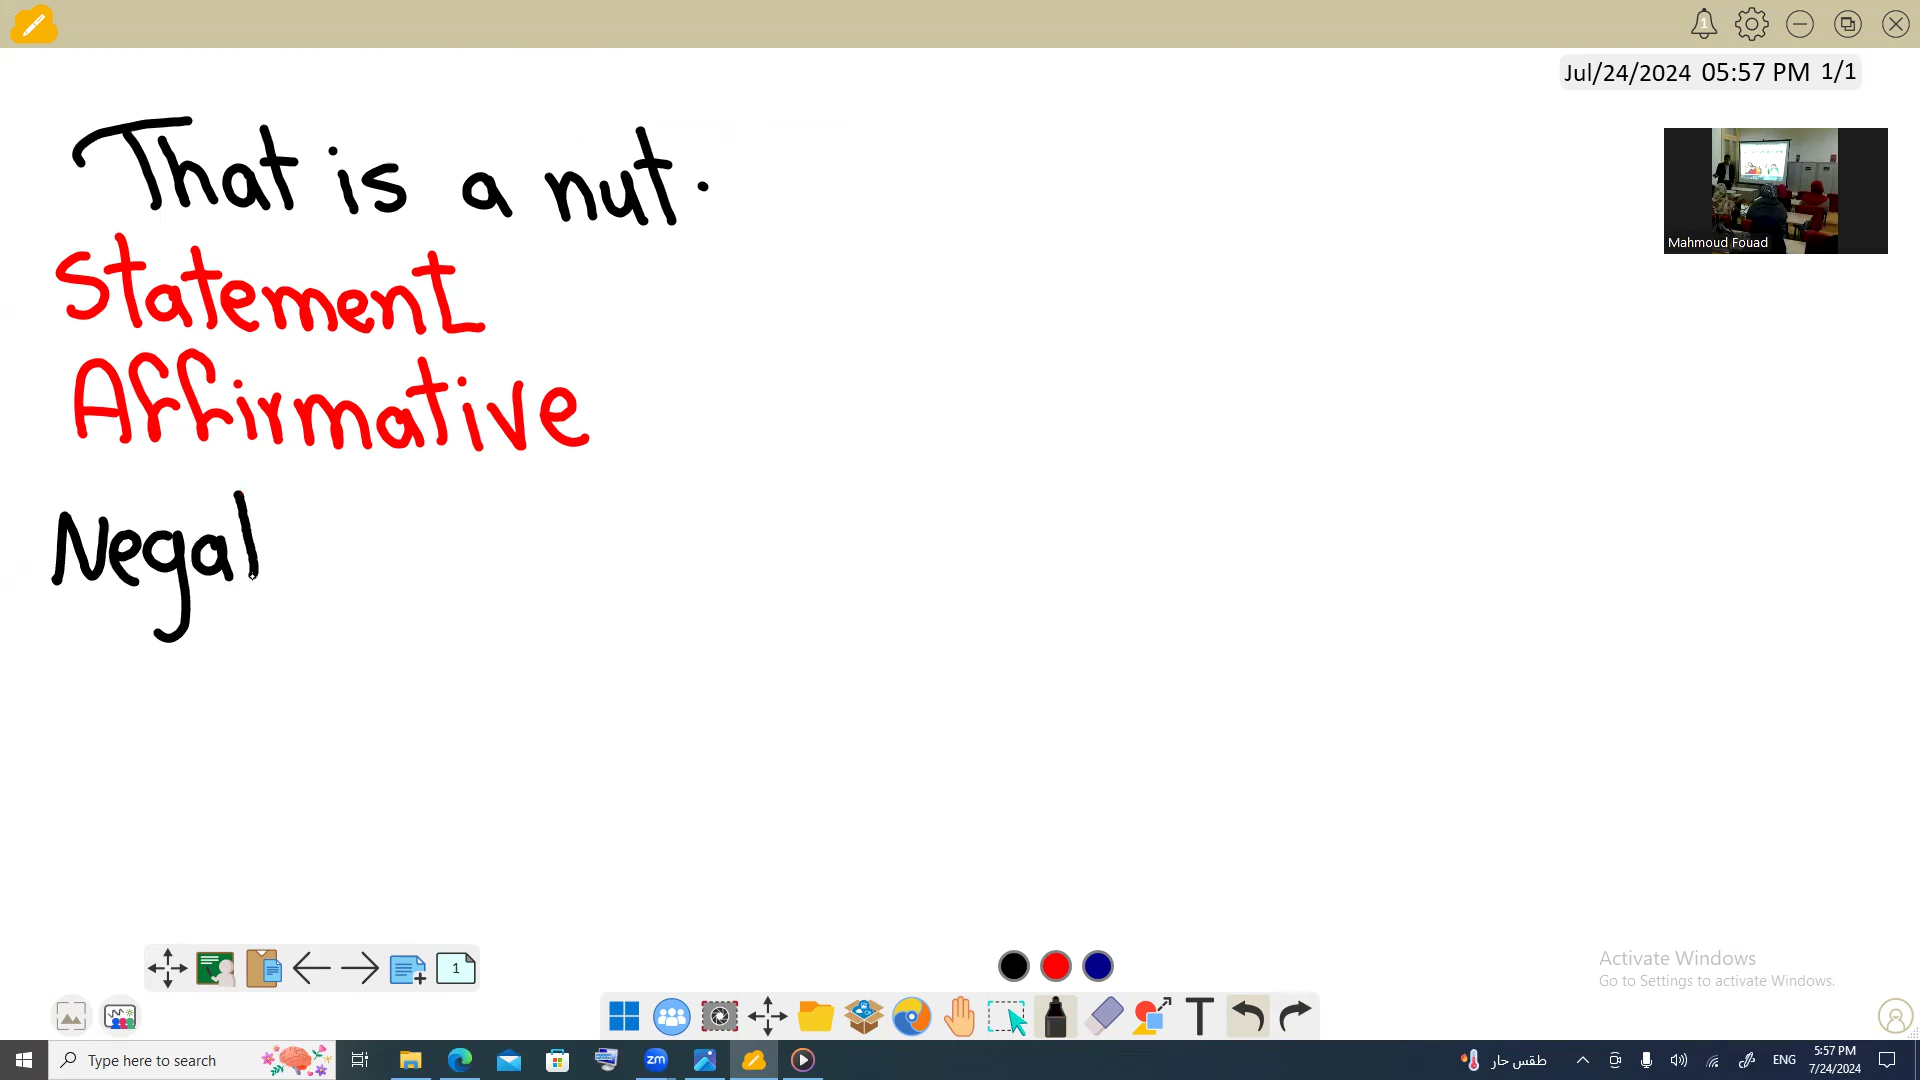 Jul/24/2024 05:57 PM 1/1
That is a nut.
Mahmoud Fouad
Statement
Affirmative
Negal
1
Activate Windows
Go to Settings to activate Windows.
Type here to search
zm
طقس حار
ENG
5:57 PM
7/24/2024